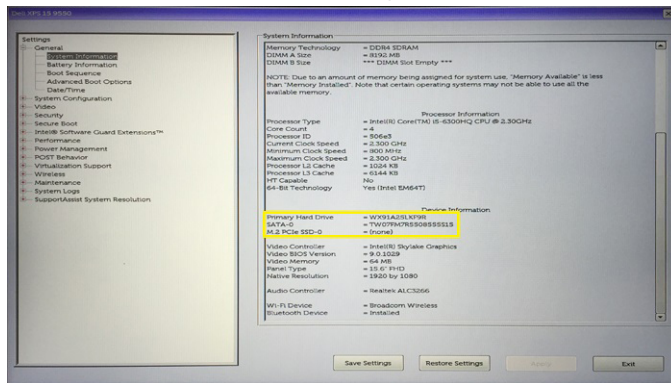 Dell XPS 15 9550
Settings
General
System Information
Battery Information
Boot Sequence
Advanced Boot Options
Date/Time
System Configuration
Video
Security
Secure Boot
Intel® Software Guard Extensions™
Performance
Power Management
POST Behavior
Virtualization Support
Wireless
Maintenance
System Logs
SupportAssist System Resolution
System Information
Memory Technology = DDR4 SDRAM
DIMM A Size = 8192 MB
DIMM B Size *** DIMM Slot Empty ***
NOTE: Due to an amount of memory being assigned for system use, "Memory Available" is less
than "Memory Installed". Note that certain operating systems may not be able to use all the
available memory.
Processor Information
Processor Type = Intel(R) Core(TM) i5-6300HQ CPU @ 2.30GHz
Core Count = 4
Processor ID = 506e3
Current Clock Speed = 2.300 GHz
Minimum Clock Speed = 800 MHz
Maximum Clock Speed = 2.300 GHz
Processor L2 Cache = 1024 KB
Processor L3 Cache = 6144 KB
HT Capable No
64-Bit Technology Yes (Intel EM64T)
Device Information
Primary Hard Drive =
SATA-0 =
M.2 PCIe SSD-0 = (none)
Video Controller = Intel(R) Skylake Graphics
Video BIOS Version = 9.0.1029
Video Memory = 64 MB
Panel Type = 15.6" FHD
Native Resolution = 1920 by 1080
Audio Controller = Realtek ALC3266
Wi-Fi Device = Broadcom Wireless
Bluetooth Device = Installed
Save Settings
Restore Settings
Apply
Exit